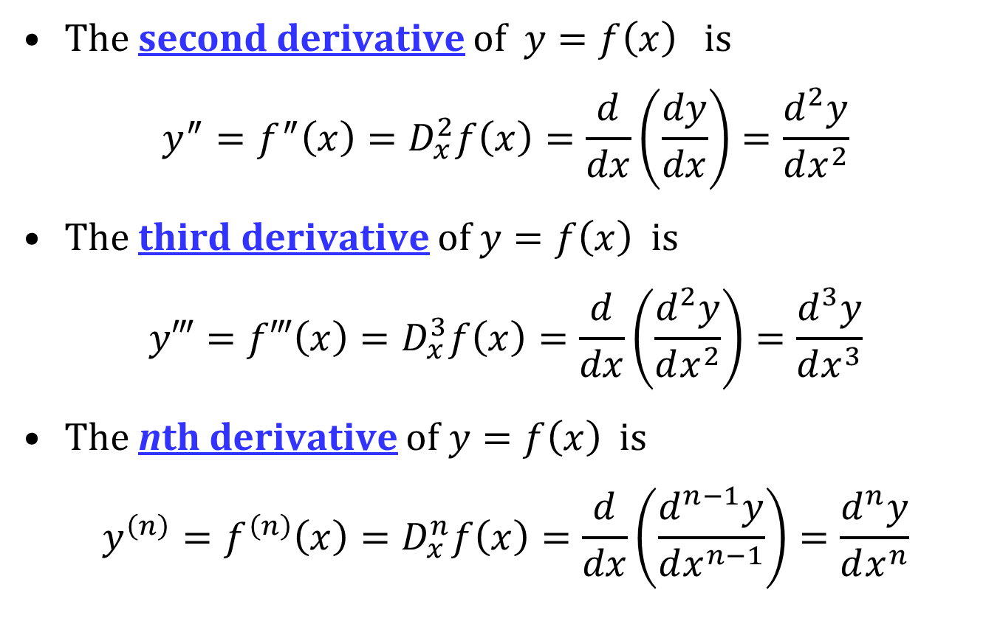 • The second derivative of y = f(x) is
y″ = f″(x) = D_x^2 f(x) = \frac{d}{dx}\left(\frac{dy}{dx}\right) = \frac{d^2y}{dx^2}
• The third derivative of y = f(x) is
y‴ = f‴(x) = D_x^3 f(x) = \frac{d}{dx}\left(\frac{d^2y}{dx^2}\right) = \frac{d^3y}{dx^3}
• The nth derivative of y = f(x) is
y^{(n)} = f^{(n)}(x) = D_x^n f(x) = \frac{d}{dx}\left(\frac{d^{n-1}y}{dx^{n-1}}\right) = \frac{d^ny}{dx^n}